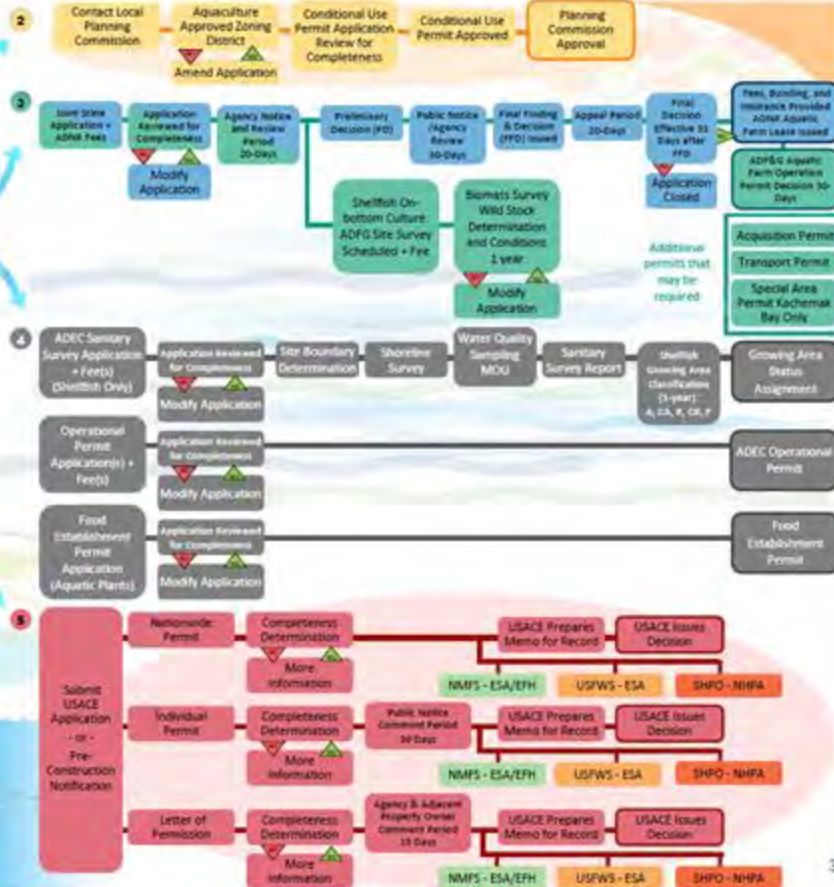 2
Contact Local
Planning
Commission
Aquaculture
Approved Zoning
District
Amend Application
Conditional Use
Permit Application
Review for
Completeness
Conditional Use
Permit Approved
Planning
Commission
Approval
3
Joint State
Application +
ADNR Fees
Application
Reviewed for
Completeness
Modify
Application
Agency Notice
and Review
Period
20-Days
Preliminary
Decision (PD)
Public Notice
/Agency
Review
30-Days
Final Finding
& Decision
(FFD) Issued
Appeal Period
20-Days
Final
Decision
Effective 31
Days after
FFD
Application
Closed
Fees, Bonding, and
Insurance Provided
ADNR Aquatic
Farm Lease Issued
ADF&G Aquatic
Farm Operation
Permit Decision 30-
Days
Shellfish On-
bottom Culture:
ADFG Site Survey
Scheduled + Fee
Biomass Survey
Wild Stock
Determination
and Conditions
1 year
Modify
Application
Additional
permits that
may be
required
Acquisition Permit
Transport Permit
Special Area
Permit Kachemak
Bay Only
4
ADEC Sanitary
Survey Application
+ Fee(s)
(Shellfish Only)
Application Reviewed
for Completeness
Modify Application
Site Boundary
Determination
Shoreline
Survey
Water Quality
Sampling
MOU
Sanitary
Survey Report
Shellfish
Growing Area
Classification
(1-year)
A, CA, R, CR, P
Growing Area
Status
Assignment
Operational
Permit
Application(s) +
Fee(s)
Application Reviewed
for Completeness
Modify Application
ADEC Operational
Permit
Food
Establishment
Permit
Application
(Aquatic Plants)
Application Reviewed
for Completeness
Modify Application
Food
Establishment
Permit
5
Submit
USACE
Application
- or -
Pre-
Construction
Notification
Nationwide
Permit
Completeness
Determination
More
Information
USACE Prepares
Memo for Record
USACE Issues
Decision
NMFS - ESA/EFH
USFWS - ESA
SHPO - NHPA
Individual
Permit
Completeness
Determination
More
Information
Public Notice
Comment Period
30 Days
USACE Prepares
Memo for Record
USACE Issues
Decision
NMFS - ESA/EFH
USFWS - ESA
SHPO - NHPA
Letter of
Permission
Completeness
Determination
More
Information
Agency & Adjacent
Property Owner
Comment Period
15 Days
USACE Prepares
Memo for Record
USACE Issues
Decision
NMFS - ESA/EFH
USFWS - ESA
SHPO - NHPA